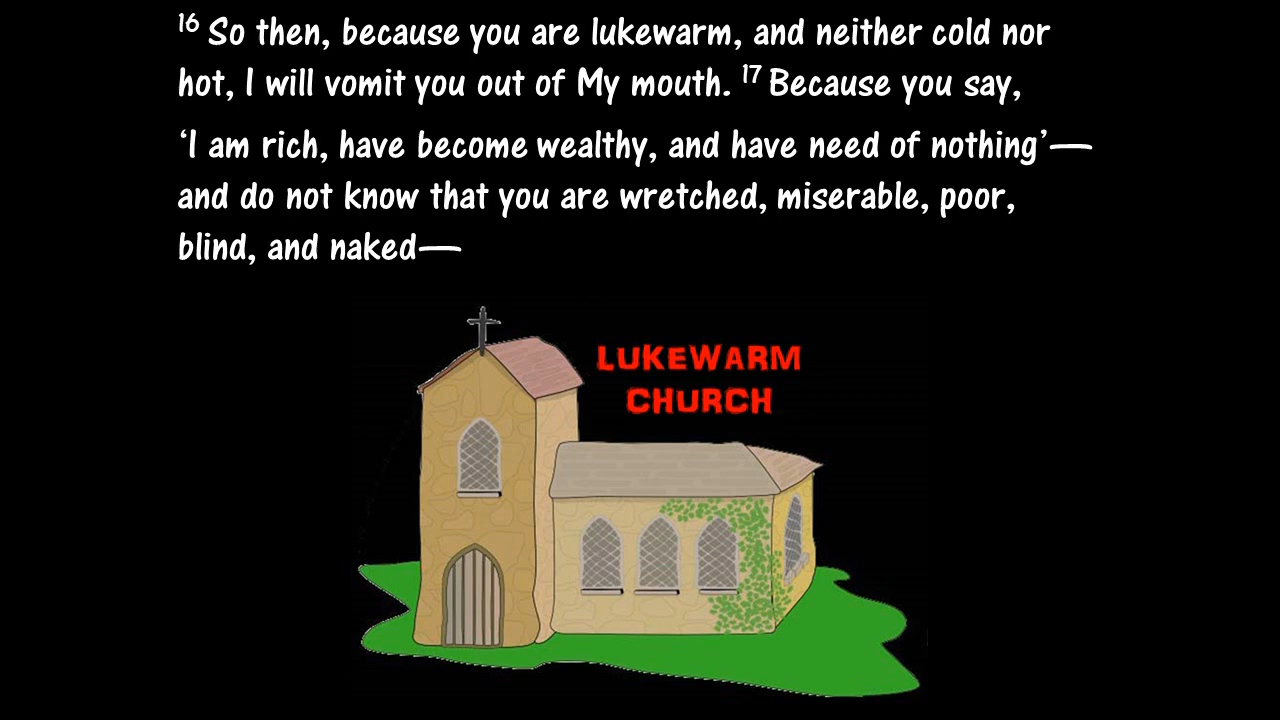 16 So then, because you are lukewarm, and neither cold nor
hot, I will vomit you out of My mouth. 17 Because you say,
‘I am rich, have become wealthy, and have need of nothing’—
and do not know that you are wretched, miserable, poor,
blind, and naked—
LUKEWARM
CHURCH